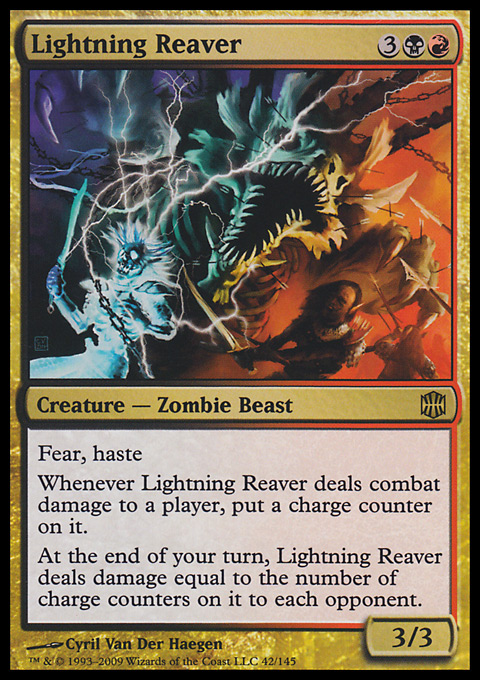 Lightning Reaver 3
Creature — Zombie Beast
Fear, haste
Whenever Lightning Reaver deals combat
damage to a player, put a charge counter
on it.
At the end of your turn, Lightning Reaver
deals damage equal to the number of
charge counters on it to each opponent.
Cyril Van Der Haegen
3/3
™ & © 1993–2009 Wizards of the Coast LLC 42/145